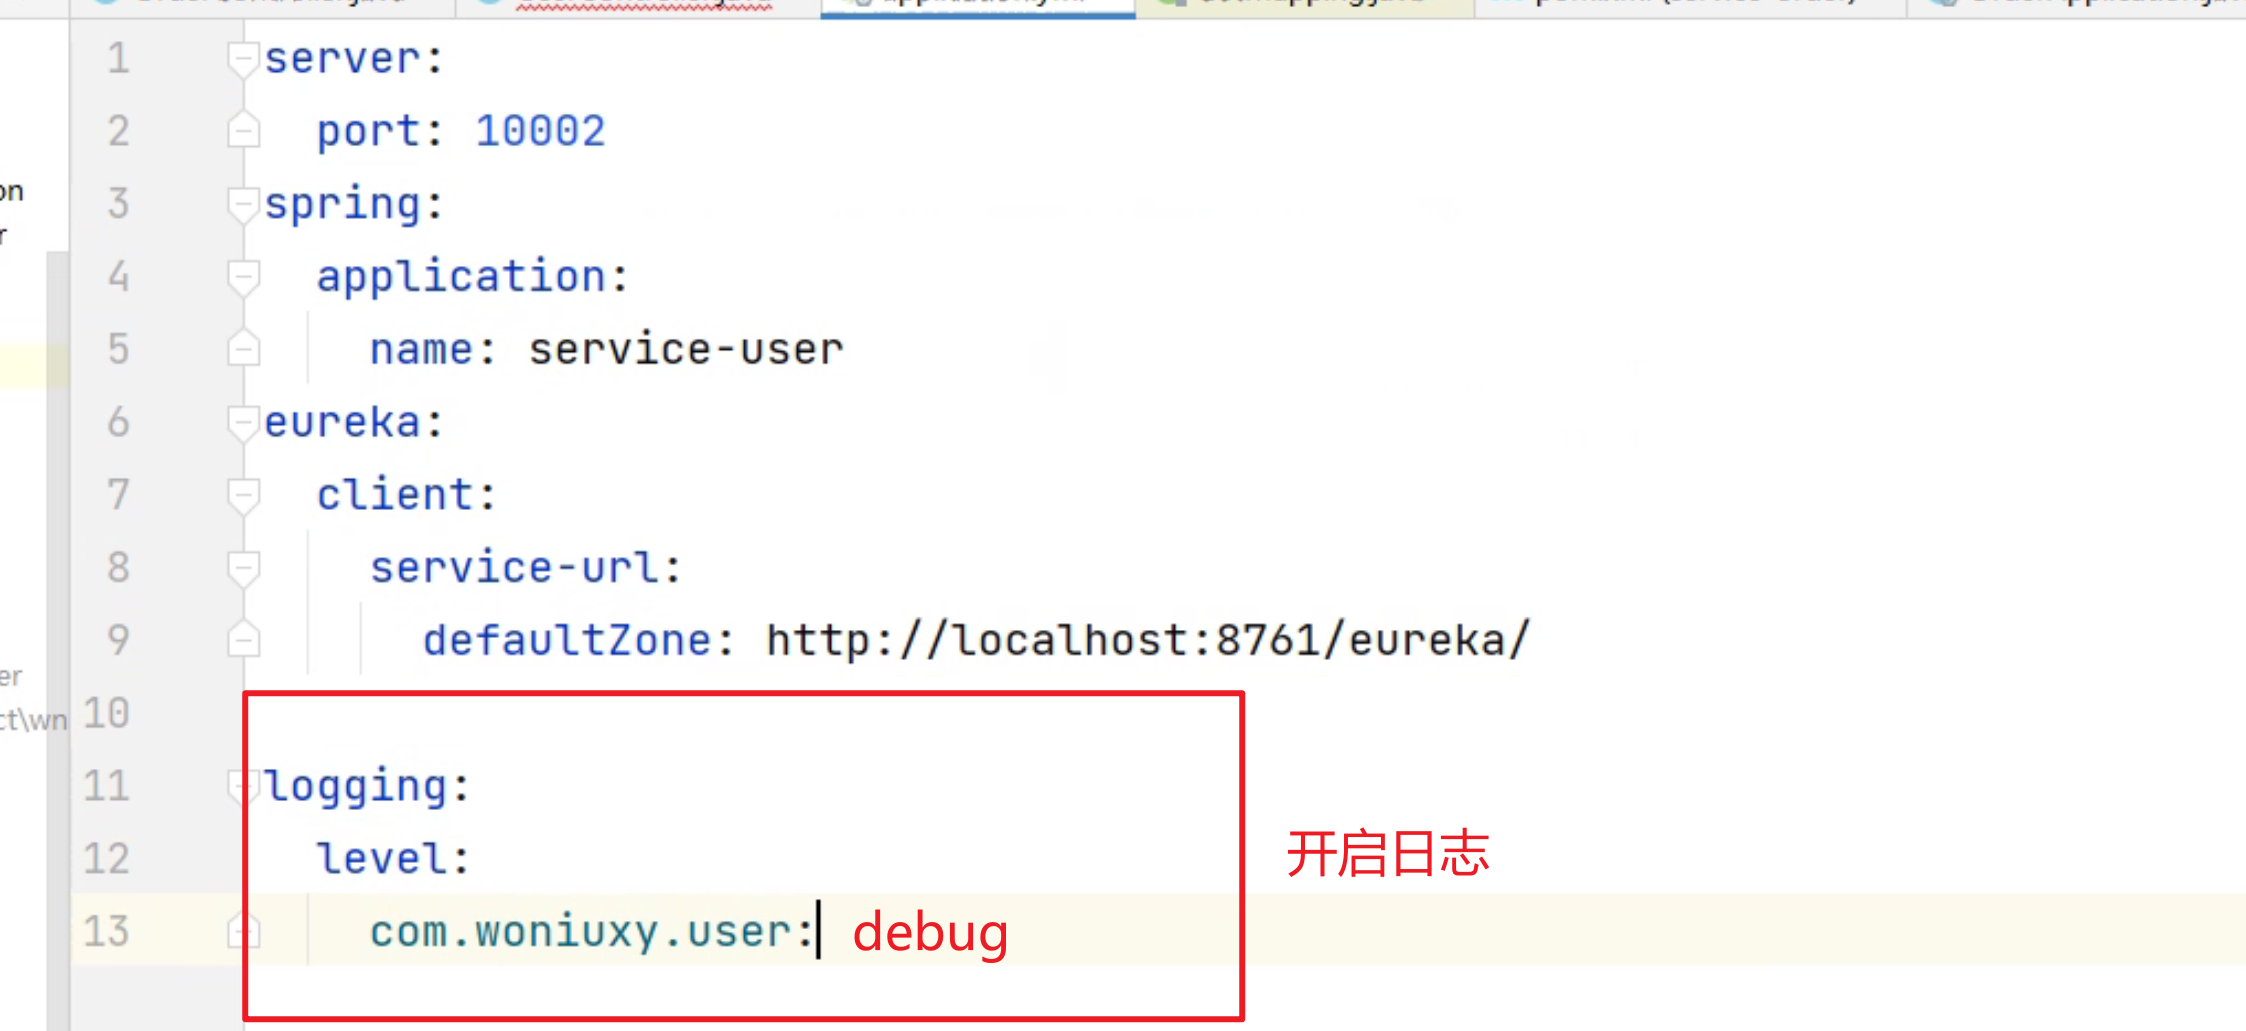 on
r
er
ct\wn
1 server:
2 port: 10002
3 spring:
4 application:
5 name: service-user
6 eureka:
7 client:
8 service-url:
9 defaultZone: http://localhost:8761/eureka/
10
11 logging:
12 level:
开启日志
13 com.woniuxy.user: debug